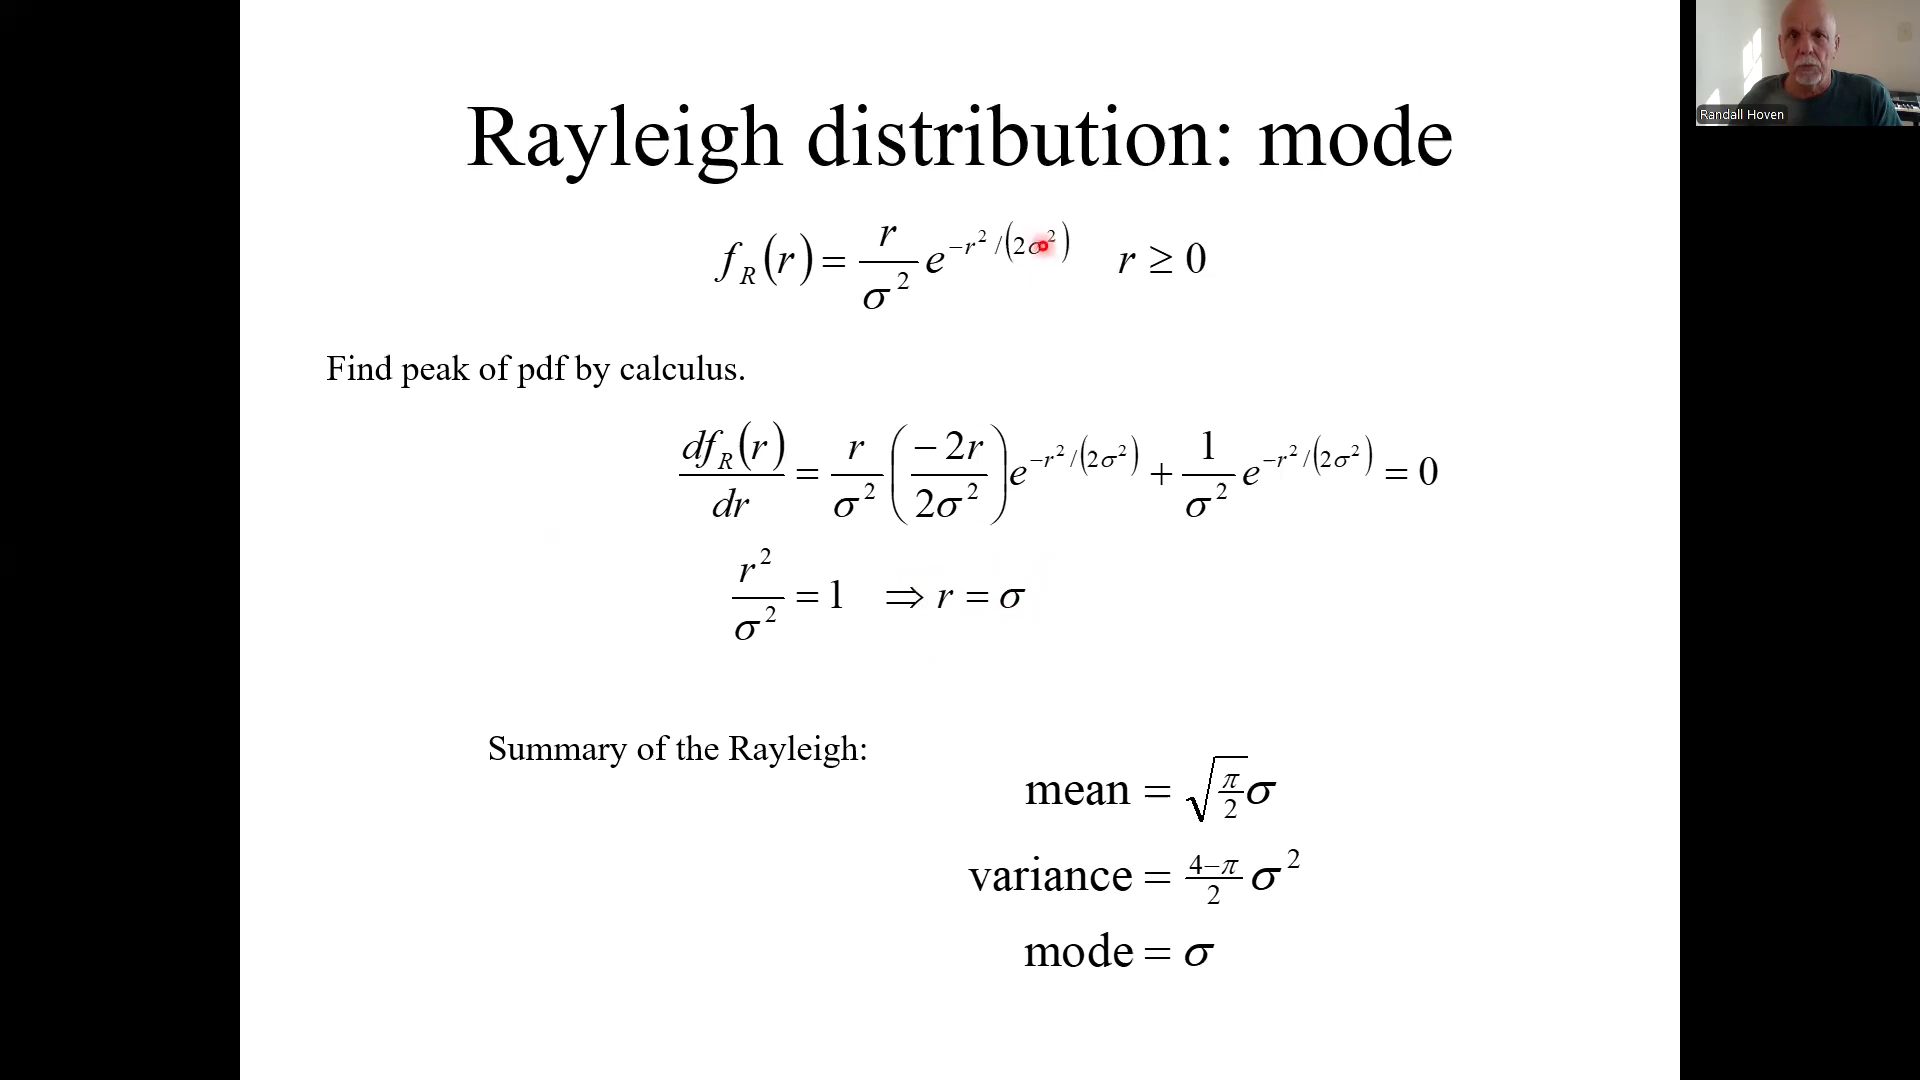 Rayleigh distribution: mode
f_R(r) = r/σ² e^{−r²/(2σ²)} r ≥ 0
Find peak of pdf by calculus.
df_R(r)/dr = r/σ² (−2r/2σ²) e^{−r²/(2σ²)} + 1/σ² e^{−r²/(2σ²)} = 0
r²/σ² = 1 ⇒ r = σ
Summary of the Rayleigh:
mean = √(π/2) σ
variance = (4−π)/2 σ²
mode = σ
Randall Hoven